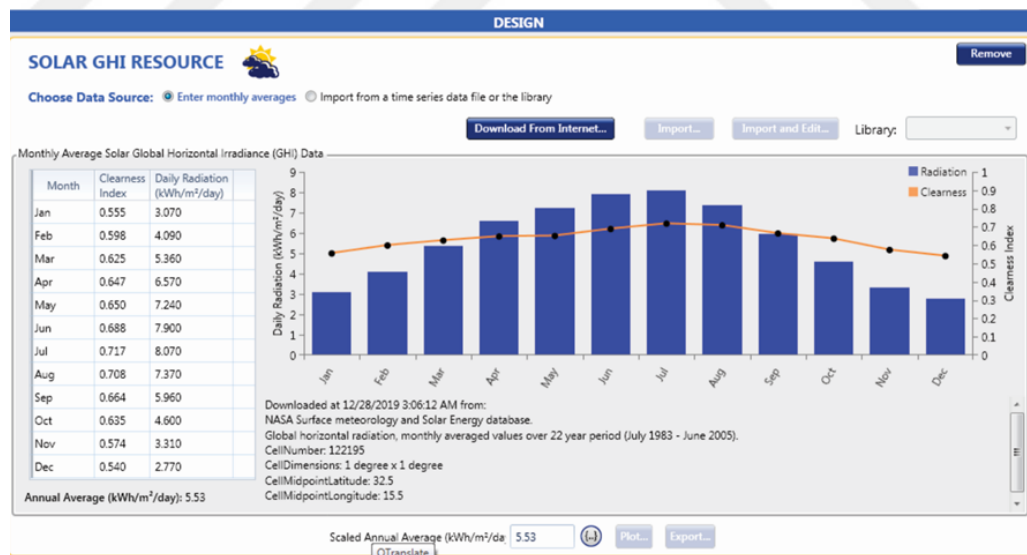 DESIGN
SOLAR GHI RESOURCE
Remove
Choose Data Source: Enter monthly averages Import from a time series data file or the library
Download From Internet... Import... Import and Edit... Library:
Monthly Average Solar Global Horizontal Irradiance (GHI) Data
Month Clearness Index Daily Radiation (kWh/m²/day)
Jan 0.555 3.070
Feb 0.598 4.090
Mar 0.625 5.360
Apr 0.647 6.570
May 0.650 7.240
Jun 0.688 7.900
Jul 0.717 8.070
Aug 0.708 7.370
Sep 0.664 5.960
Oct 0.635 4.600
Nov 0.574 3.310
Dec 0.540 2.770
Annual Average (kWh/m²/day): 5.53
Daily Radiation (kWh/m²/day)
9
8
7
6
5
4
3
2
1
0
Jan Feb Mar Apr May Jun Jul Aug Sep Oct Nov Dec
Radiation
Clearness
1
0.9
0.8
0.7
0.6
0.5
0.4
0.3
0.2
0.1
0
Clearness Index
Downloaded at 12/28/2019 3:06:12 AM from:
NASA Surface meteorology and Solar Energy database.
Global horizontal radiation, monthly averaged values over 22 year period (July 1983 - June 2005).
CellNumber: 122195
CellDimensions: 1 degree x 1 degree
CellMidpointLatitude: 32.5
CellMidpointLongitude: 15.5
Scaled Annual Average (kWh/m²/da 5.53 {..} Plot... Export...
QTranslate